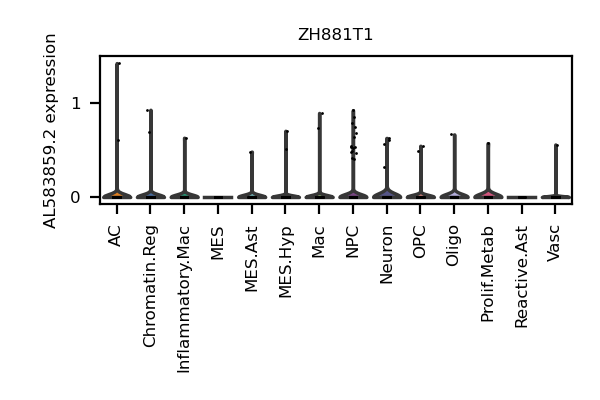 ZH881T1
AL583859.2 expression
1
0
AC
Chromatin.Reg
Inflammatory.Mac
MES
MES.Ast
MES.Hyp
Mac
NPC
Neuron
OPC
Oligo
Prolif.Metab
Reactive.Ast
Vasc